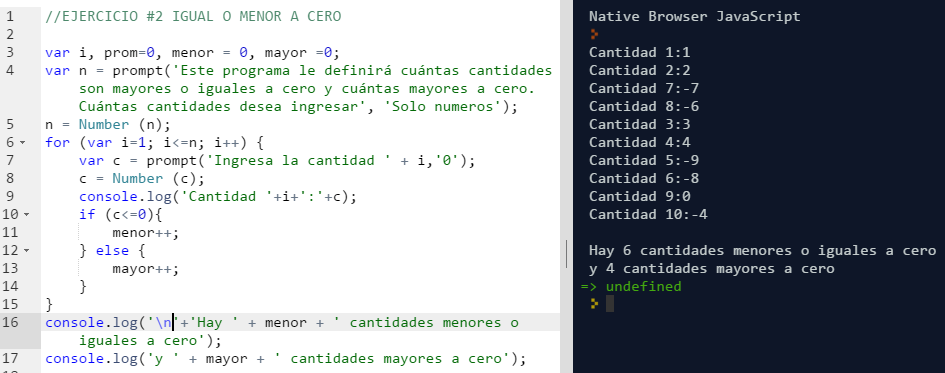 1 //EJERCICIO #2 IGUAL O MENOR A CERO
2
3 var i, prom=0, menor = 0, mayor =0;
4 var n = prompt('Este programa le definirá cuántas cantidades
son mayores o iguales a cero y cuántas mayores a cero.
Cuántas cantidades desea ingresar', 'Solo numeros');
5 n = Number (n);
6 for (var i=1; i<=n; i++) {
7 var c = prompt('Ingresa la cantidad ' + i,'0');
8 c = Number (c);
9 console.log('Cantidad '+i+':'+c);
10 if (c<=0){
11 menor++;
12 } else {
13 mayor++;
14 }
15 }
16 console.log('\n'+'Hay ' + menor + ' cantidades menores o
iguales a cero');
17 console.log('y ' + mayor + ' cantidades mayores a cero');
Native Browser JavaScript
Cantidad 1:1
Cantidad 2:2
Cantidad 7:-7
Cantidad 8:-6
Cantidad 3:3
Cantidad 4:4
Cantidad 5:-9
Cantidad 6:-8
Cantidad 9:0
Cantidad 10:-4
Hay 6 cantidades menores o iguales a cero
y 4 cantidades mayores a cero
=> undefined